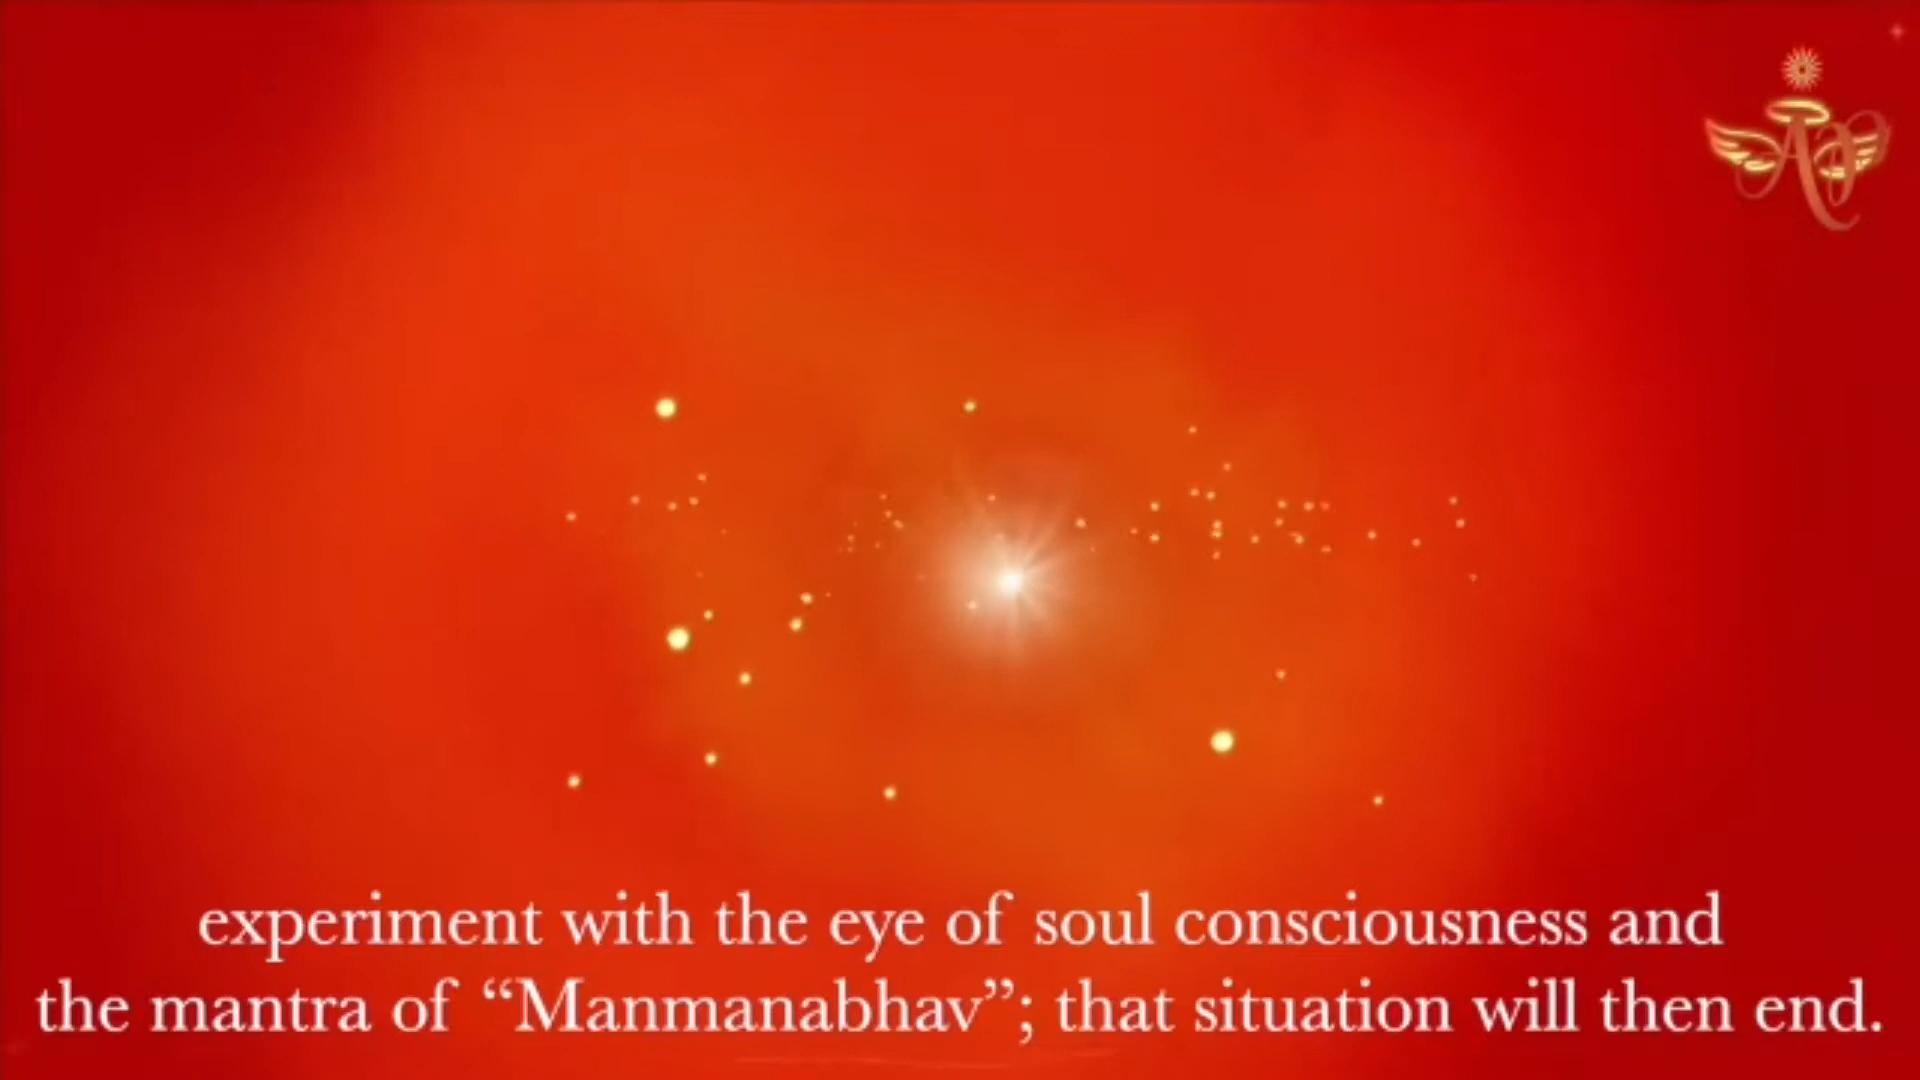 experiment with the eye of soul consciousness and
the mantra of “Manmanabhav”; that situation will then end.